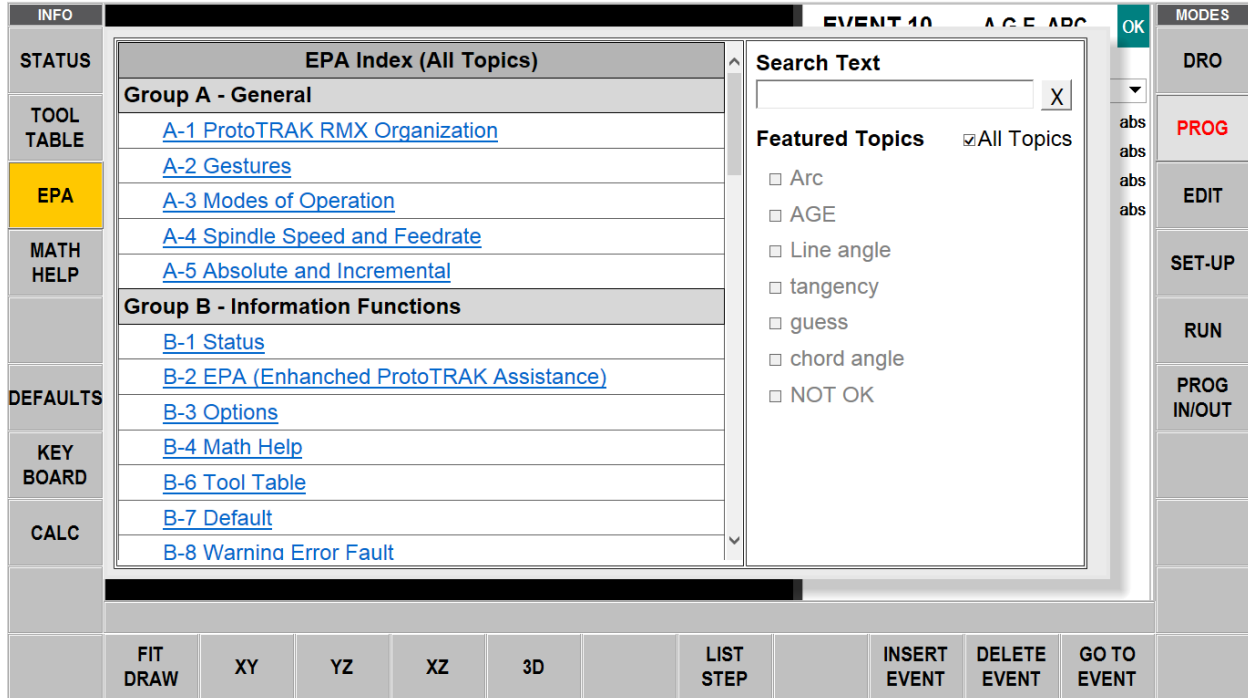 INFO
STATUS
TOOL
TABLE
EPA
MATH
HELP
DEFAULTS
KEY
BOARD
CALC
EPA Index (All Topics)
Group A - General
A-1 ProtoTRAK RMX Organization
A-2 Gestures
A-3 Modes of Operation
A-4 Spindle Speed and Feedrate
A-5 Absolute and Incremental
Group B - Information Functions
B-1 Status
B-2 EPA (Enhanched ProtoTRAK Assistance)
B-3 Options
B-4 Math Help
B-6 Tool Table
B-7 Default
B-8 Warning Error Fault
EVENT 10 A.G.E. ARC
OK
Search Text
X
Featured Topics All Topics
Arc
AGE
Line angle
tangency
guess
chord angle
NOT OK
abs
abs
abs
abs
MODES
DRO
PROG
EDIT
SET-UP
RUN
PROG
IN/OUT
FIT
DRAW
XY
YZ
XZ
3D
LIST
STEP
INSERT
EVENT
DELETE
EVENT
GO TO
EVENT